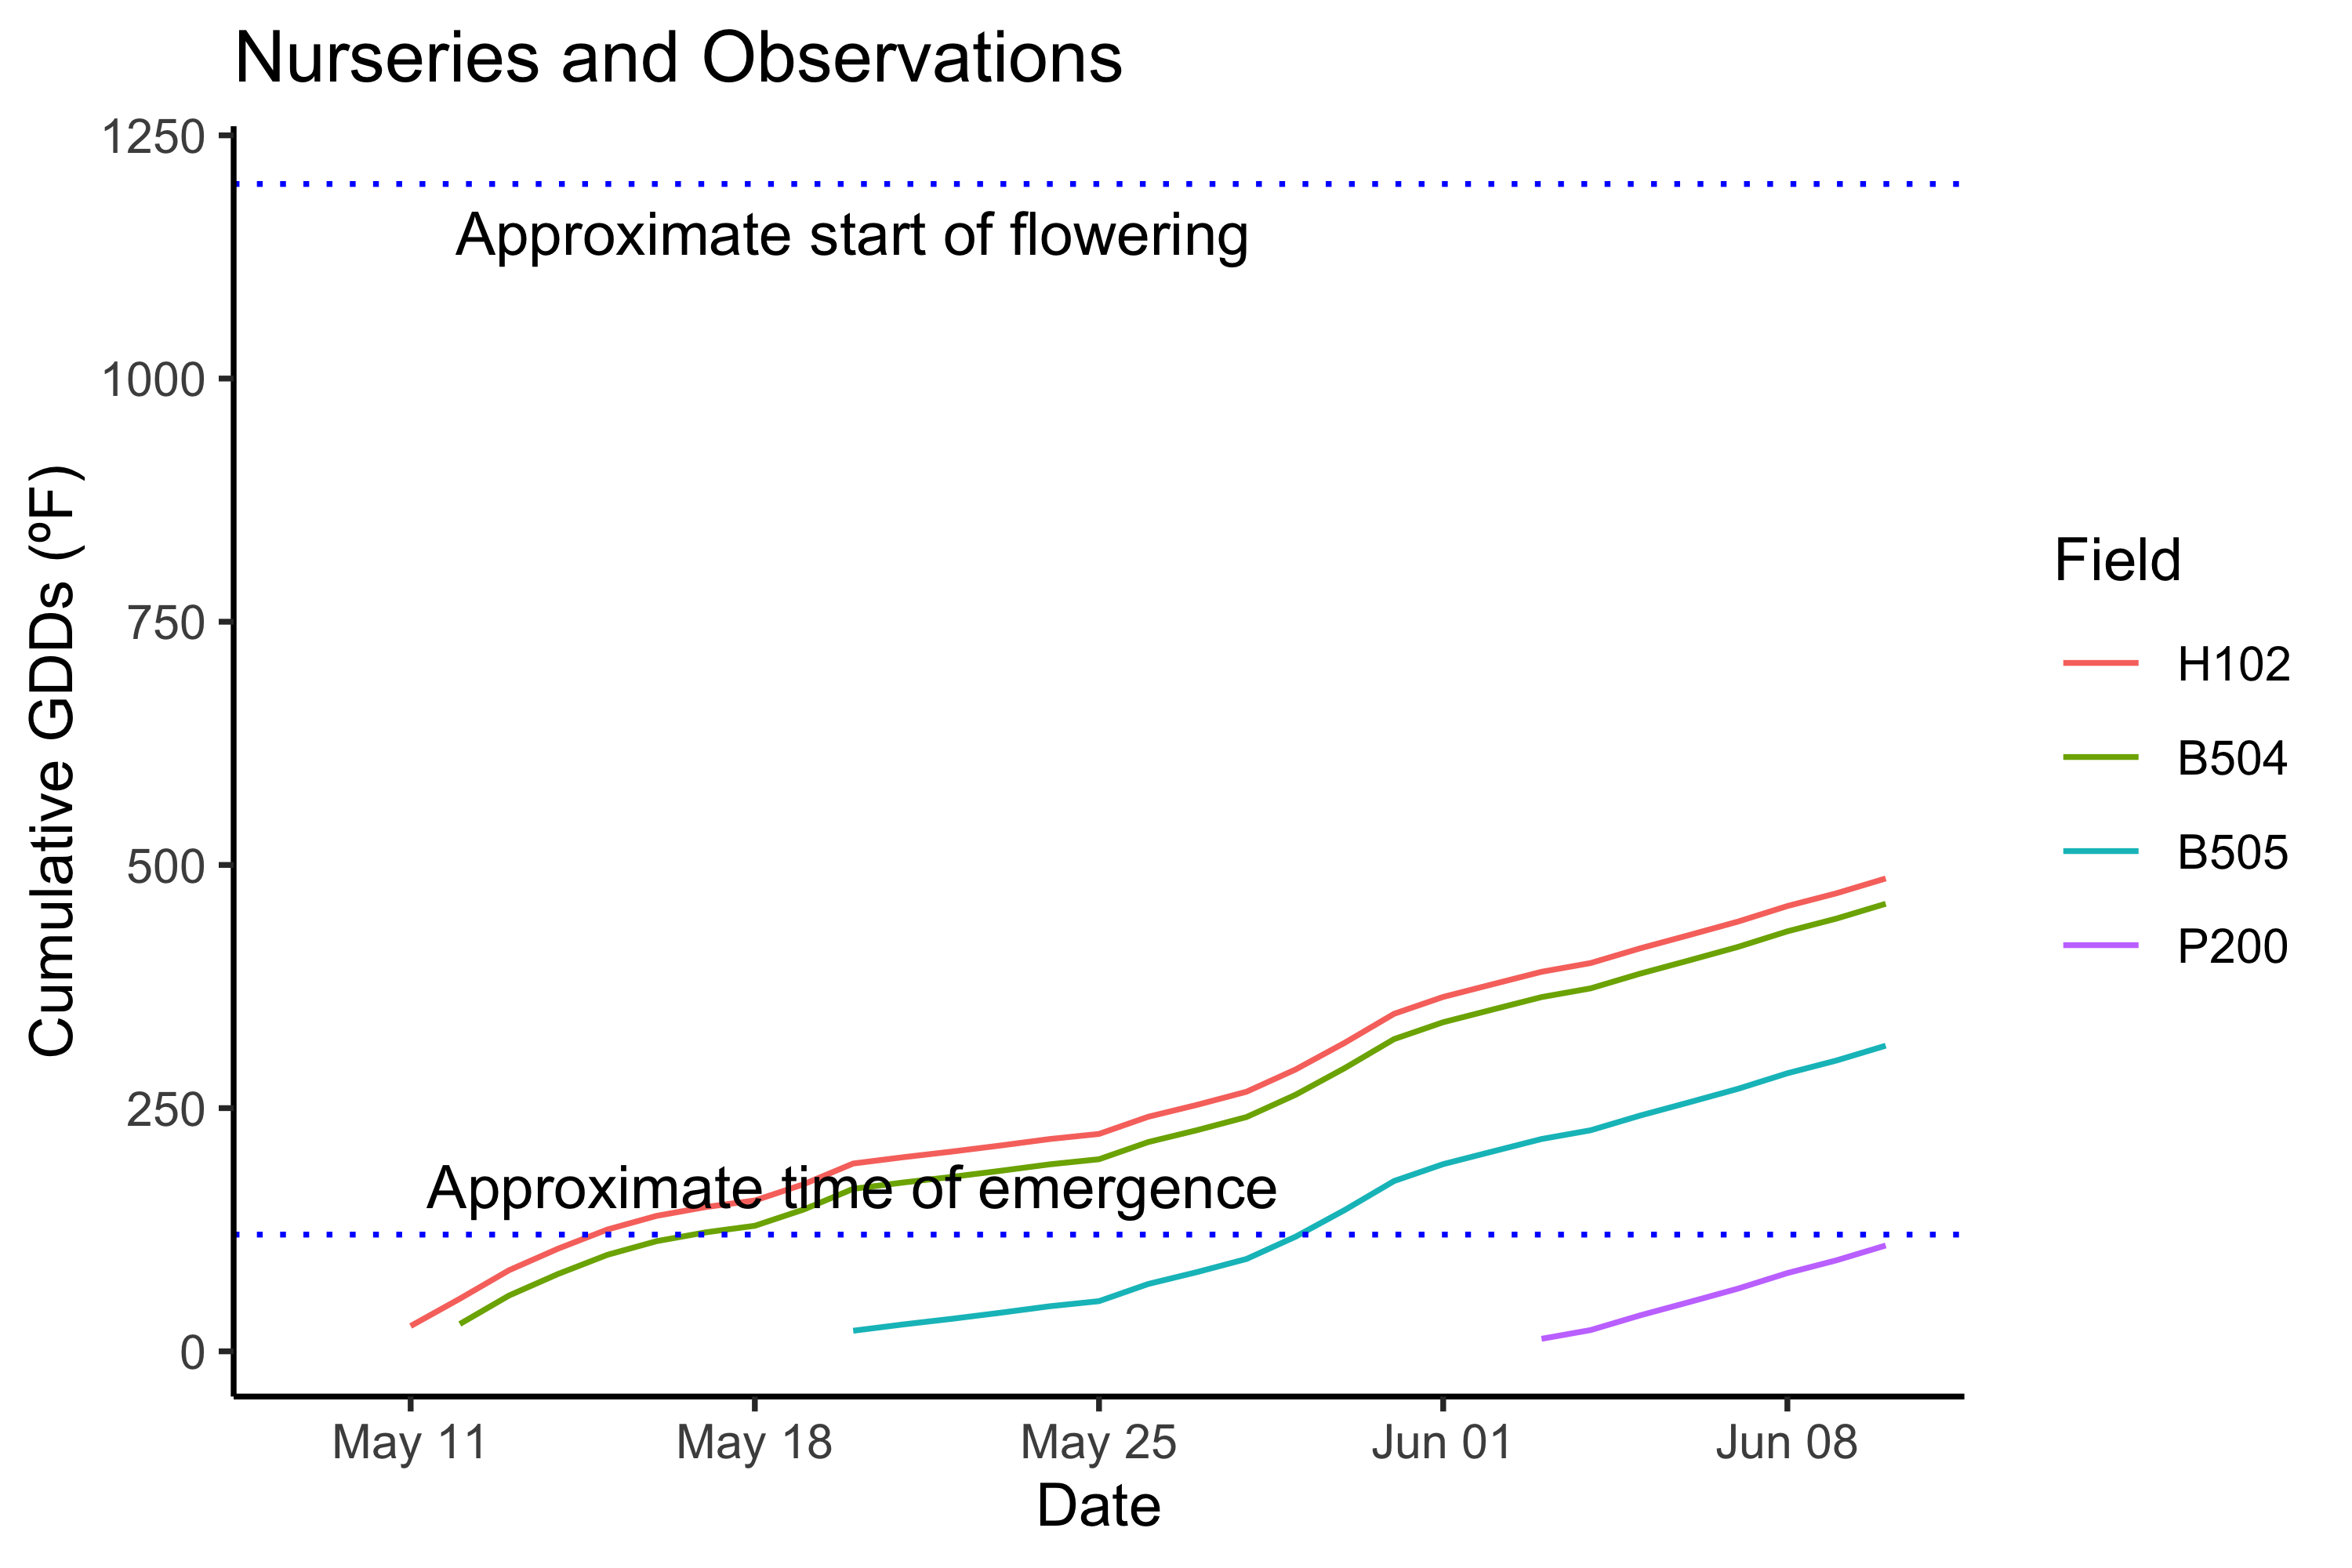 Nurseries and Observations
Cumulative GDDs (ºF)
1250
1000
750
500
250
0
Approximate start of flowering
Approximate time of emergence
May 11
May 18
May 25
Jun 01
Jun 08
Date
Field
H102
B504
B505
P200